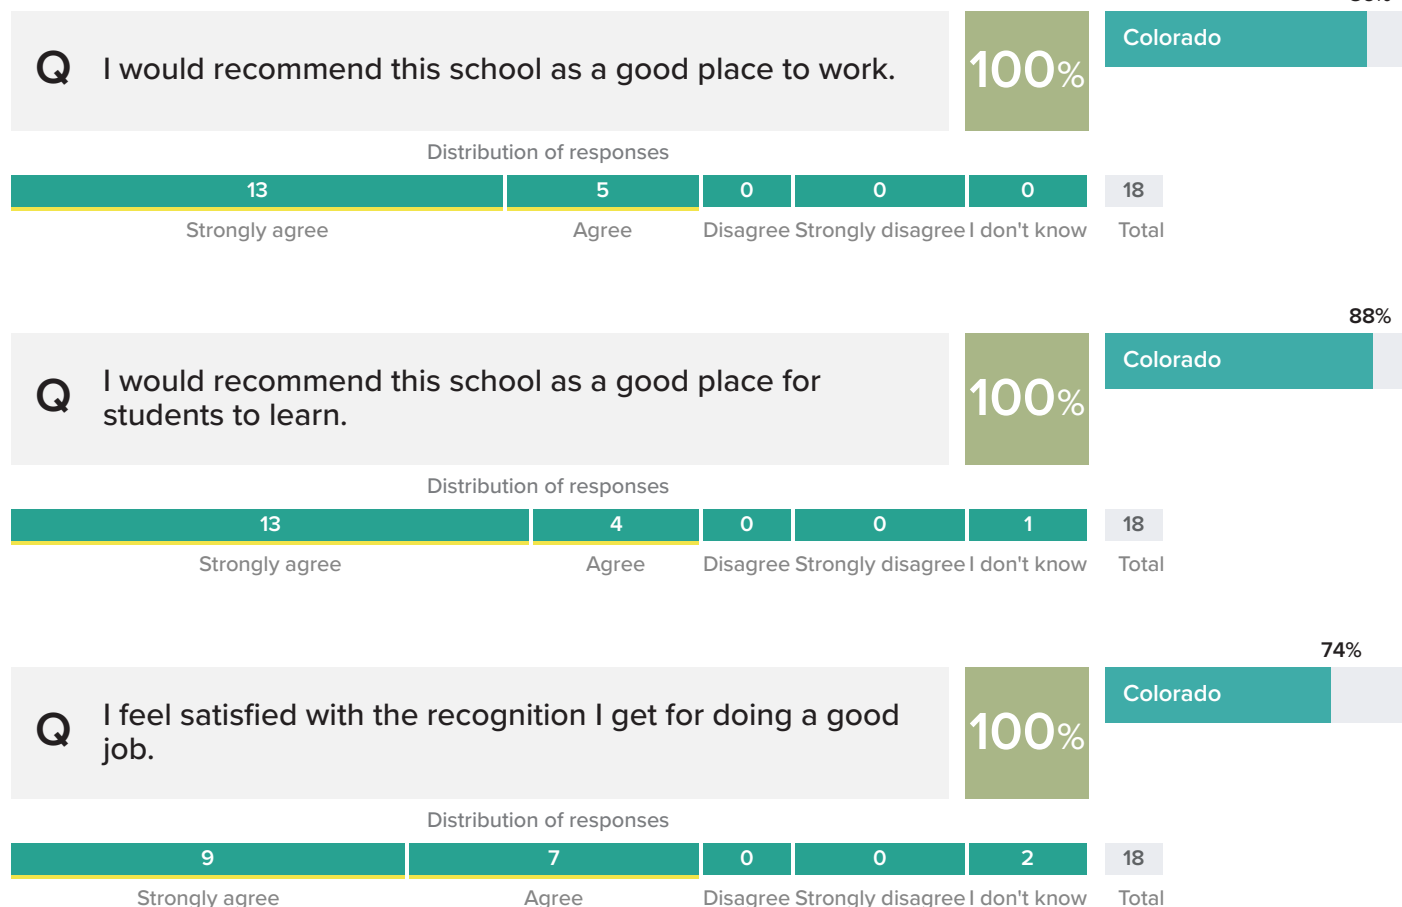 Q I would recommend this school as a good place to work.
100%
Colorado
Distribution of responses
13 5 0 0 0 18
Strongly agree Agree Disagree Strongly disagree I don't know Total
88%
Q I would recommend this school as a good place for
students to learn.
100%
Colorado
Distribution of responses
13 4 0 0 1 18
Strongly agree Agree Disagree Strongly disagree I don't know Total
74%
Q I feel satisfied with the recognition I get for doing a good
job.
100%
Colorado
Distribution of responses
9 7 0 0 2 18
Strongly agree Agree Disagree Strongly disagree I don't know Total